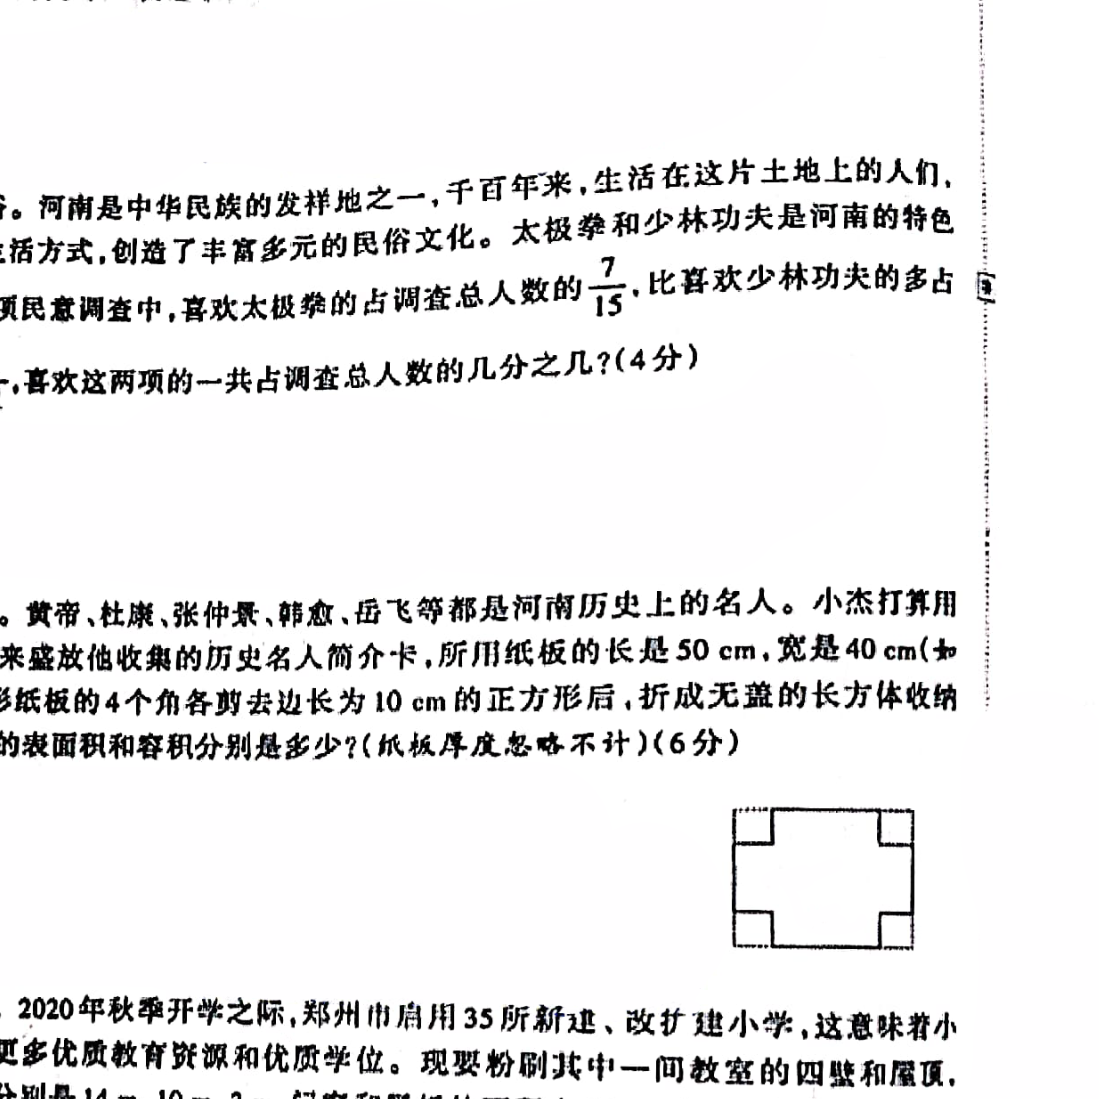 。河南是中华民族的发祥地之一,千百年来,生活在这片土地上的人们,
活方式,创造了丰富多元的民俗文化。太极拳和少林功夫是河南的特色
项民意调查中,喜欢太极拳的占调查总人数的7/15,比喜欢少林功夫的多占
,喜欢这两项的一共占调查总人数的几分之几?(4分)
。黄帝、杜康、张仲景、韩愈、岳飞等都是河南历史上的名人。小杰打算用
来盛放他收集的历史名人简介卡,所用纸板的长是50 cm,宽是40 cm(如
纸板的4个角各剪去边长为10 cm的正方形后,折成无盖的长方体收纳
的表面积和容积分别是多少?(纸板厚度忽略不计)(6分)
2020年秋季开学之际,郑州市启用35所新建、改扩建小学,这意味着小
更多优质教育资源和优质学位。现要粉刷其中一间教室的四壁和屋顶,